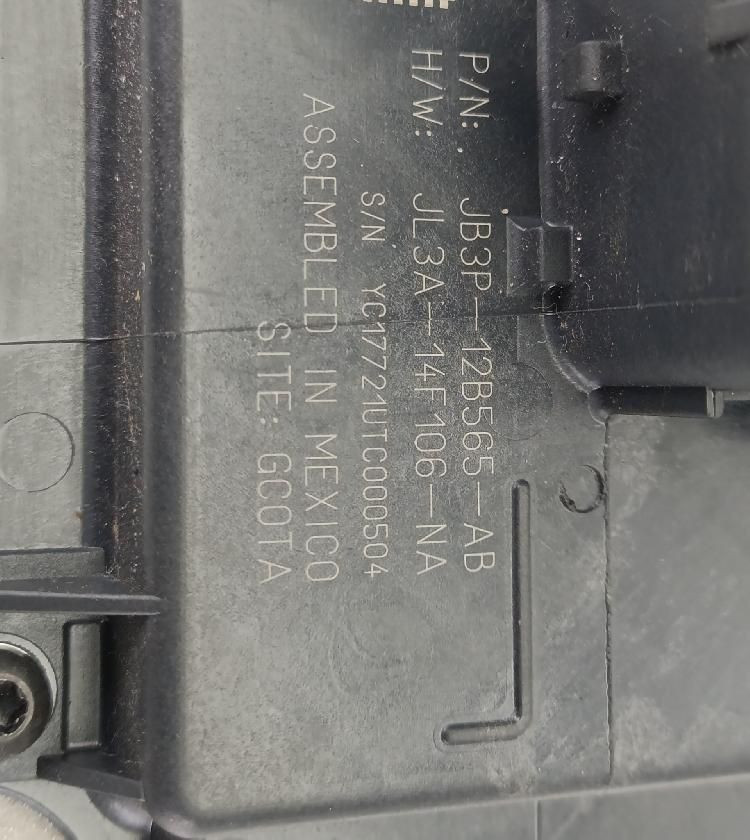 P/N: JB3P-12B565-AB
H/W: JL3A-14F106-NA
S/N YC17721UTC000504
ASSEMBLED IN MEXICO
SITE: GCOTA